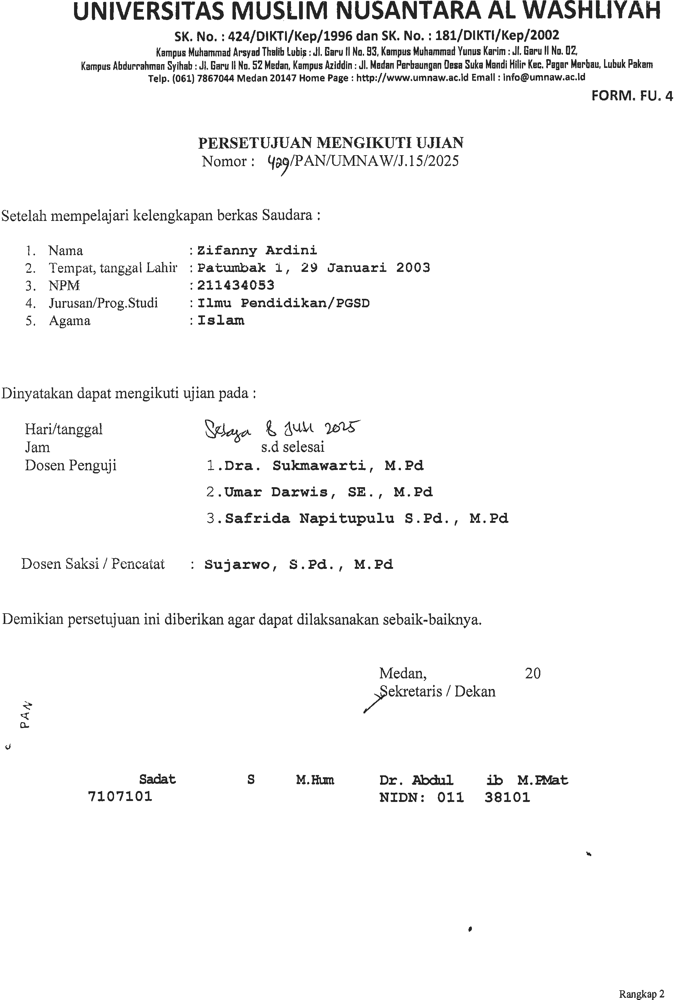 UNIVERSITAS MUSLIM NUSANTARA AL WASHLIYAH
SK. No. : 424/DIKTI/Kep/1996 dan SK. No. : 181/DIKTI/Kep/2002
Kampus Muhammad Arsyad Thalib Lubis : Jl. Garu II No. 93, Kampus Muhammad Yunus Karim : Jl. Garu II No. 02,
Kampus Abdurrahman Syihab : Jl. Garu II No. 52 Medan, Kampus Aziddin : Jl. Medan Perbaungan Desa Suka Mandi Hilir Kec. Pagar Merbau, Lubuk Pakam
Telp. (061) 7867044 Medan 20147 Home Page : http://www.umnaw.ac.id Email : info@umnaw.ac.id
FORM. FU. 4
PERSETUJUAN MENGIKUTI UJIAN
Nomor : 429/PAN/UMNAW/J.15/2025
Setelah mempelajari kelengkapan berkas Saudara :
1. Nama : Zifanny Ardini
2. Tempat, tanggal Lahir : Patumbak 1, 29 Januari 2003
3. NPM : 211434053
4. Jurusan/Prog.Studi : Ilmu Pendidikan/PGSD
5. Agama : Islam
Dinyatakan dapat mengikuti ujian pada :
Hari/tanggal Selasa 8 Juli 2025
Jam s.d selesai
Dosen Penguji 1.Dra. Sukmawarti, M.Pd
2.Umar Darwis, SE., M.Pd
3.Safrida Napitupulu S.Pd., M.Pd
Dosen Saksi / Pencatat : Sujarwo, S.Pd., M.Pd
Demikian persetujuan ini diberikan agar dapat dilaksanakan sebaik-baiknya.
Medan, 20
Sekretaris / Dekan
PAN
Sadat S M.Hum Dr. Abdul ib M.PMat
7107101 NIDN: 011 38101
Rangkap 2